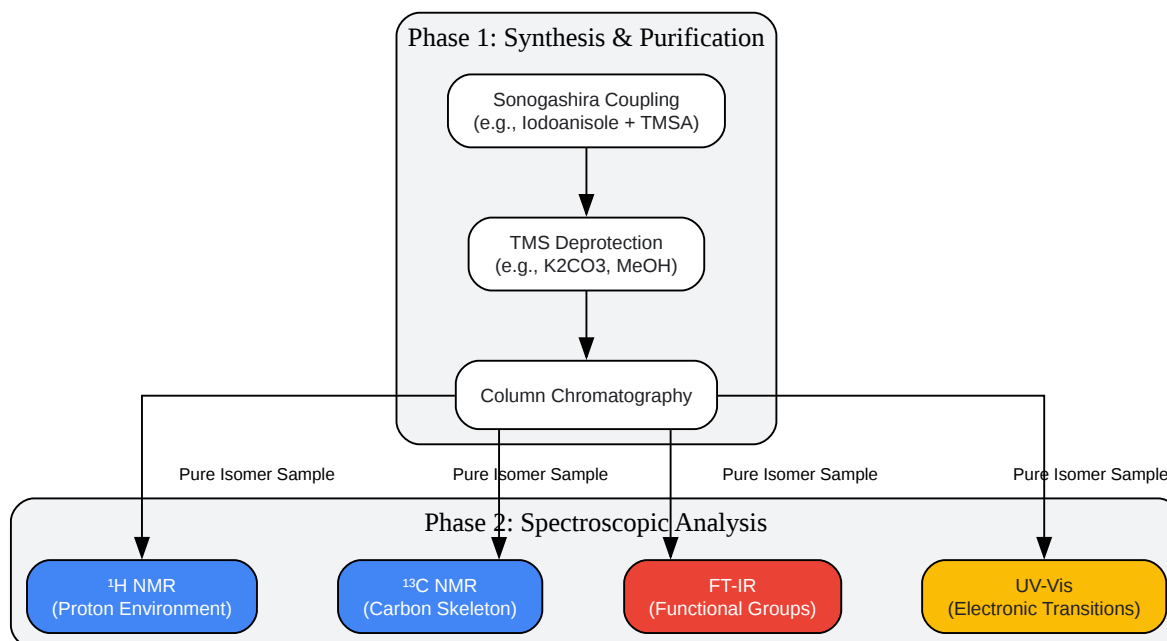 Phase 1: Synthesis & Purification
Sonogashira Coupling
(e.g., Iodoanisole + TMSA)
TMS Deprotection
(e.g., K2CO3, MeOH)
Column Chromatography
Pure Isomer Sample
Pure Isomer Sample
Pure Isomer Sample
Pure Isomer Sample
Phase 2: Spectroscopic Analysis
¹H NMR
(Proton Environment)
¹³C NMR
(Carbon Skeleton)
FT-IR
(Functional Groups)
UV-Vis
(Electronic Transitions)